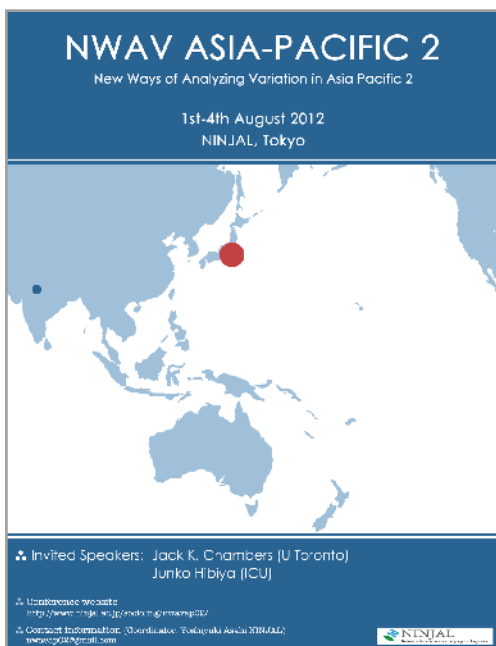 NWAV ASIA-PACIFIC 2
New Ways of Analyzing Variation in Asia Pacific 2
1st-4th August 2012
NINJAL, Tokyo
Invited Speakers: Jack K. Chambers (U Toronto)
Junko Hibiya (ICU)
Conference website
Contact information (Coordinator: Yoshiyuki Asahi NINJAL)
NINJAL